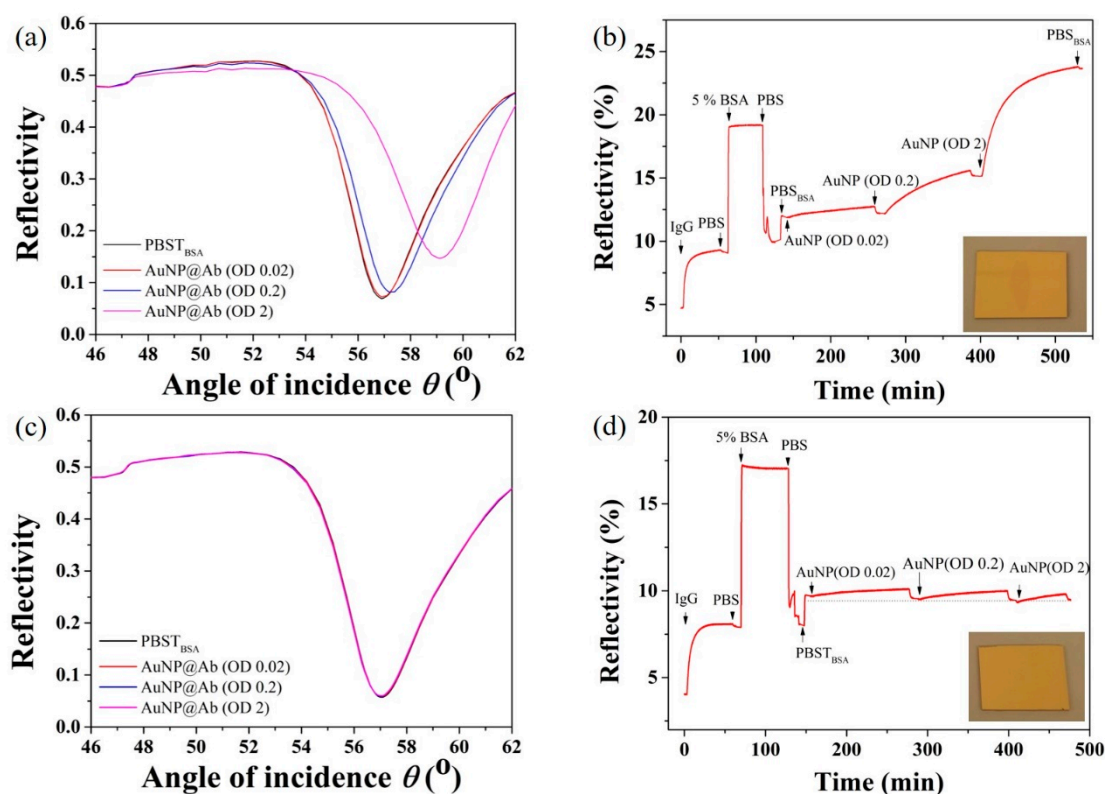 (a)
0.6
0.5
0.4
0.3
0.2
0.1
0.0
Reflectivity
PBST_BSA
AuNP@Ab (OD 0.02)
AuNP@Ab (OD 0.2)
AuNP@Ab (OD 2)
46 48 50 52 54 56 58 60 62
Angle of incidence θ (°)
(b)
25
20
15
10
5
Reflectivity (%)
IgG
PBS
5 % BSA
PBS
PBS_BSA
AuNP (OD 0.02)
AuNP (OD 0.2)
AuNP (OD 2)
PBS_BSA
0 100 200 300 400 500
Time (min)
(c)
0.6
0.5
0.4
0.3
0.2
0.1
0.0
Reflectivity
PBST_BSA
AuNP@Ab (OD 0.02)
AuNP@Ab (OD 0.2)
AuNP@Ab (OD 2)
46 48 50 52 54 56 58 60 62
Angle of incidence θ (°)
(d)
20
15
10
5
Reflectivity (%)
IgG
PBS
5% BSA
PBS
PBST_BSA
AuNP(OD 0.02)
AuNP(OD 0.2)
AuNP(OD 2)
0 100 200 300 400 500
Time (min)